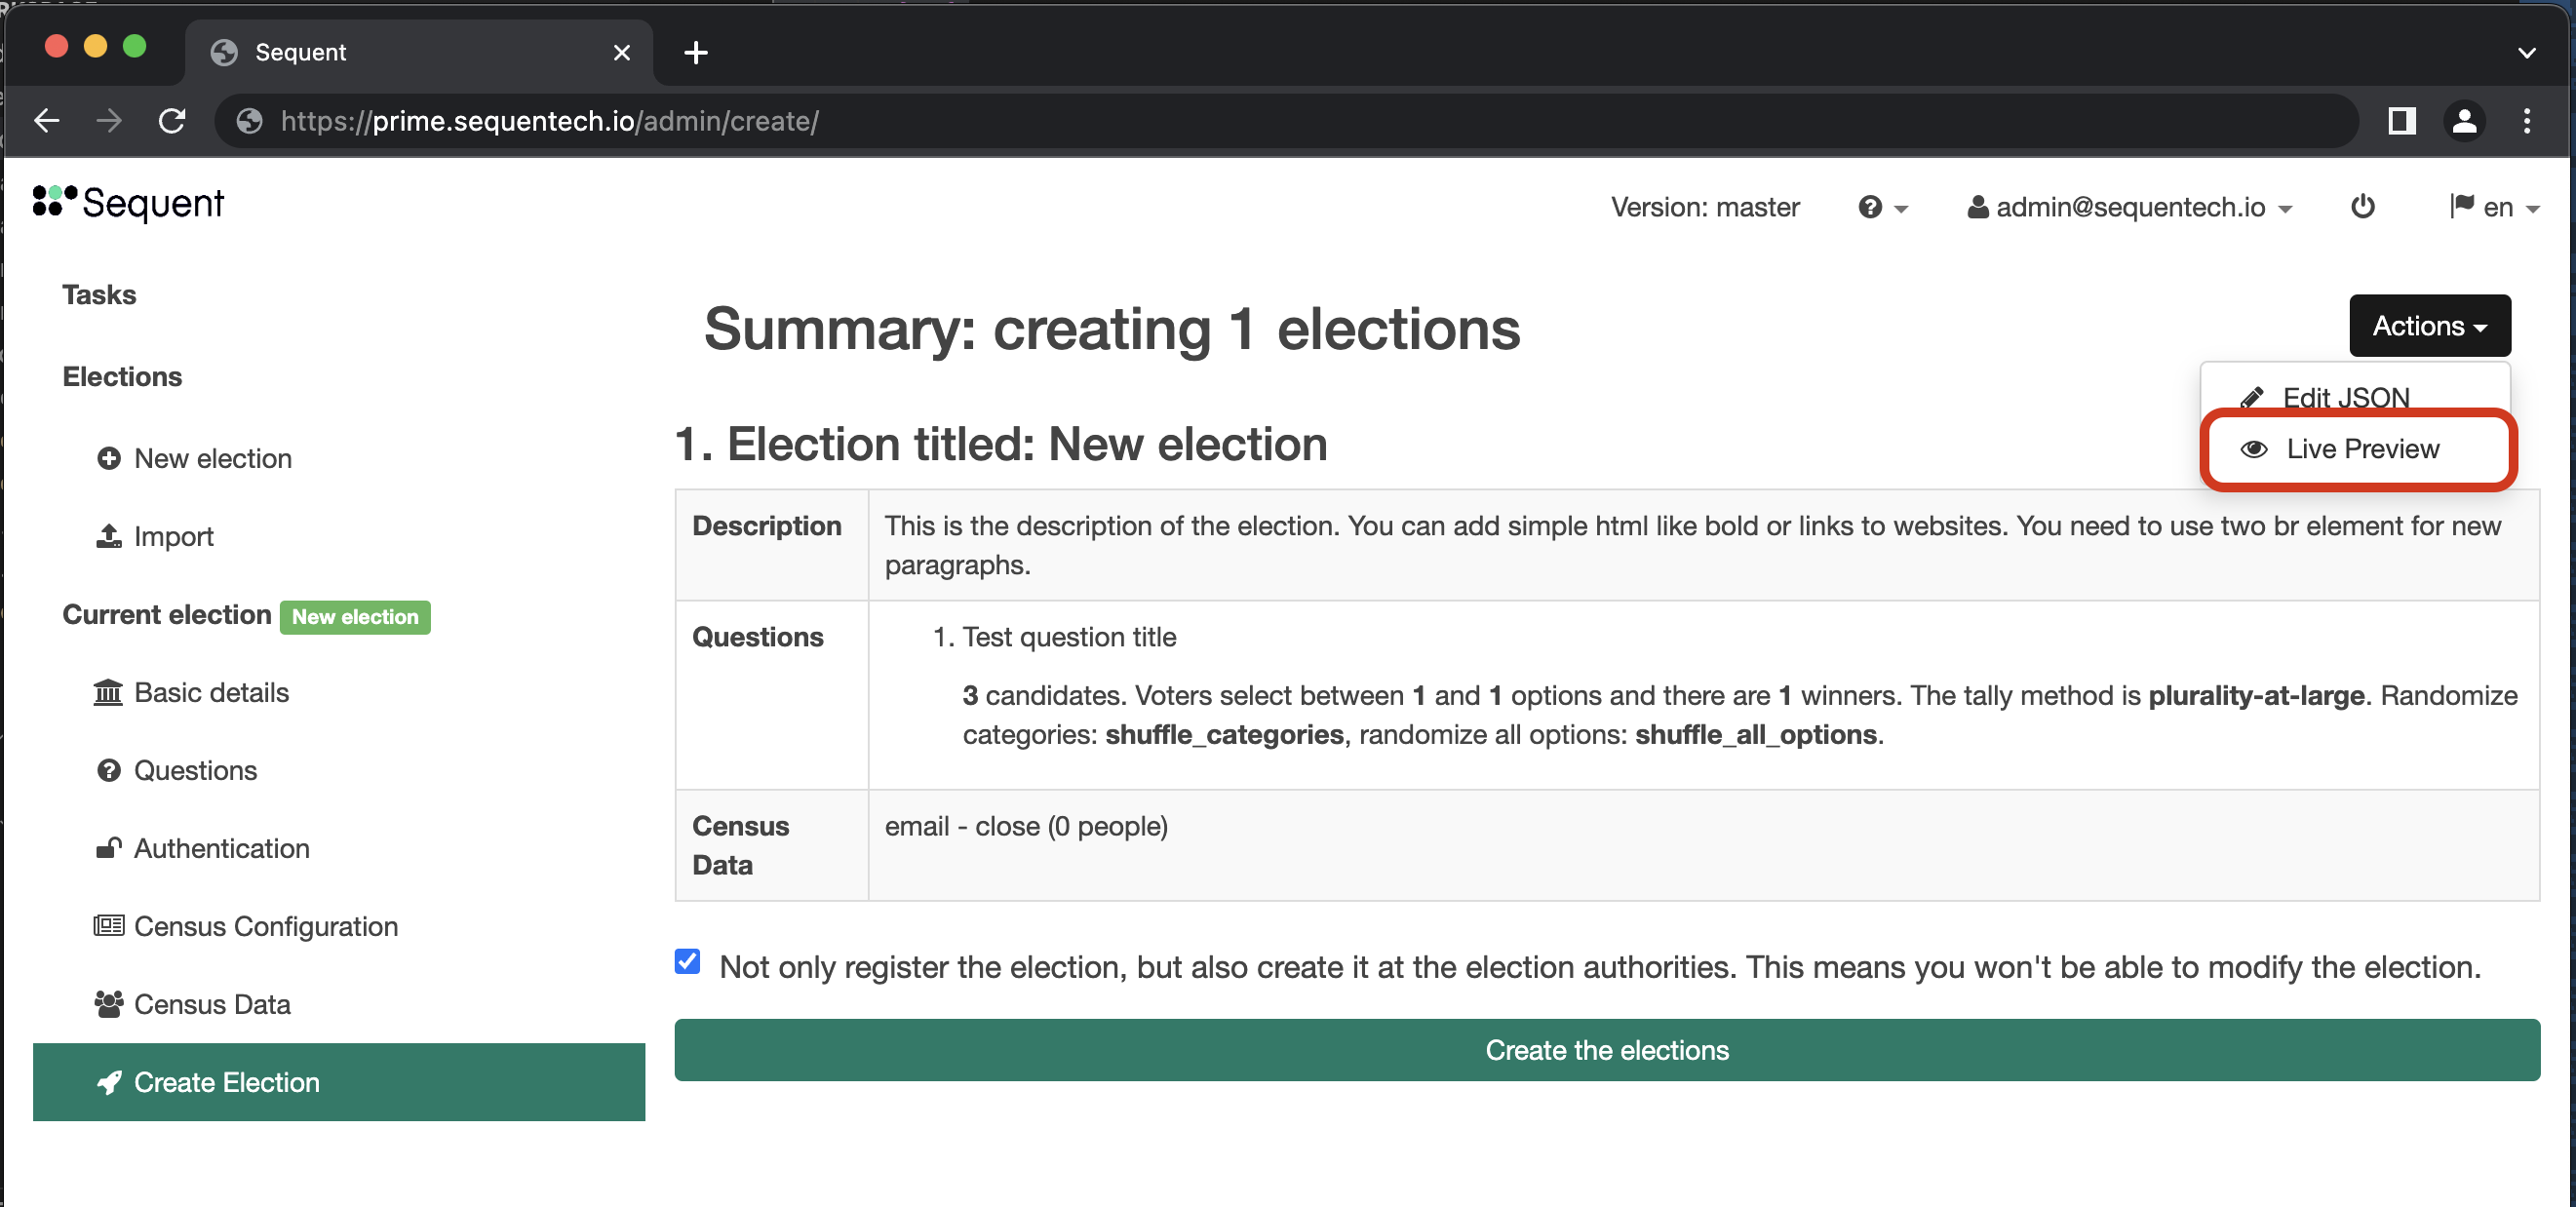 Sequent
https://prime.sequentech.io/admin/create/
Sequent
Version: master
admin@sequentech.io
en
Tasks
Elections
New election
Import
Current election New election
Basic details
Questions
Authentication
Census Configuration
Census Data
Create Election
Summary: creating 1 elections
Actions
Edit JSON
Live Preview
1. Election titled: New election
Description
This is the description of the election. You can add simple html like bold or links to websites. You need to use two br element for new
paragraphs.
Questions
1. Test question title
3 candidates. Voters select between 1 and 1 options and there are 1 winners. The tally method is plurality-at-large. Randomize
categories: shuffle_categories, randomize all options: shuffle_all_options.
Census
Data
email - close (0 people)
Not only register the election, but also create it at the election authorities. This means you won't be able to modify the election.
Create the elections